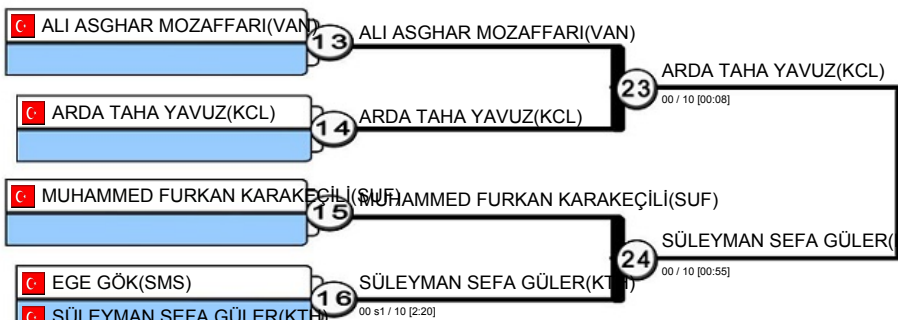 ALI ASGHAR MOZAFFARI(VAN)
13
ALI ASGHAR MOZAFFARI(VAN)
23
ARDA TAHA YAVUZ(KCL)
00 / 10 [00:08]
ARDA TAHA YAVUZ(KCL)
14
ARDA TAHA YAVUZ(KCL)
MUHAMMED FURKAN KARAKEÇİLİ(SUF)
15
MUHAMMED FURKAN KARAKEÇİLİ(SUF)
24
SÜLEYMAN SEFA GÜLER(
00 / 10 [00:55]
EGE GÖK(SMS)
16
SÜLEYMAN SEFA GÜLER(KTH)
00 s1 / 10 [2:20]
SÜLEYMAN SEFA GÜLER(KTH)